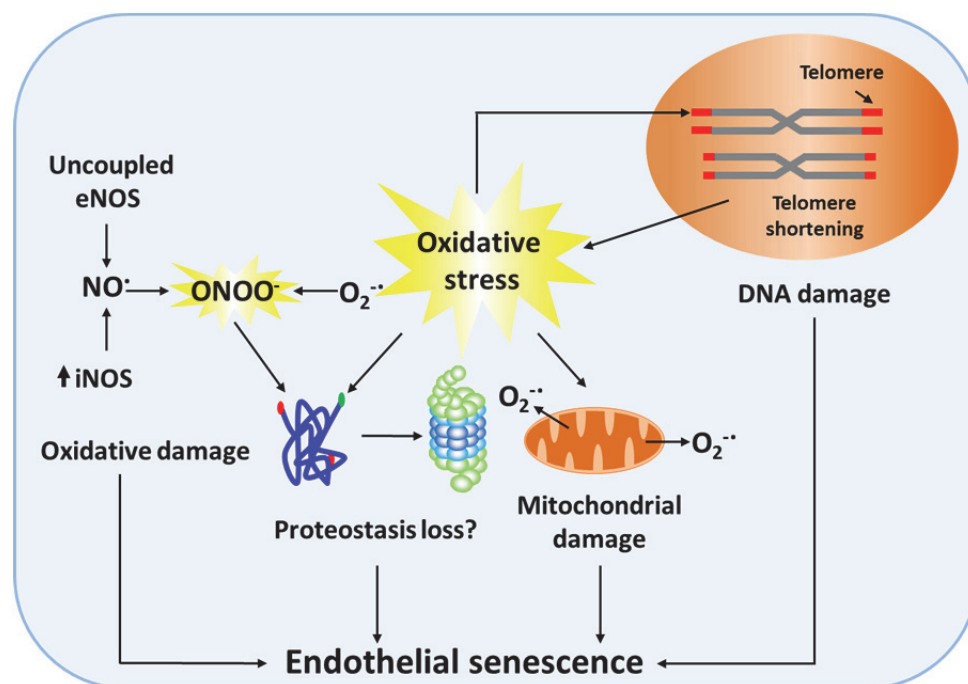 Telomere
Telomere
shortening
Uncoupled
eNOS
Oxidative
stress
NO•
ONOO-
O2-•
DNA damage
iNOS
O2-•
O2-•
Oxidative damage
Mitochondrial
damage
Proteostasis loss?
Endothelial senescence